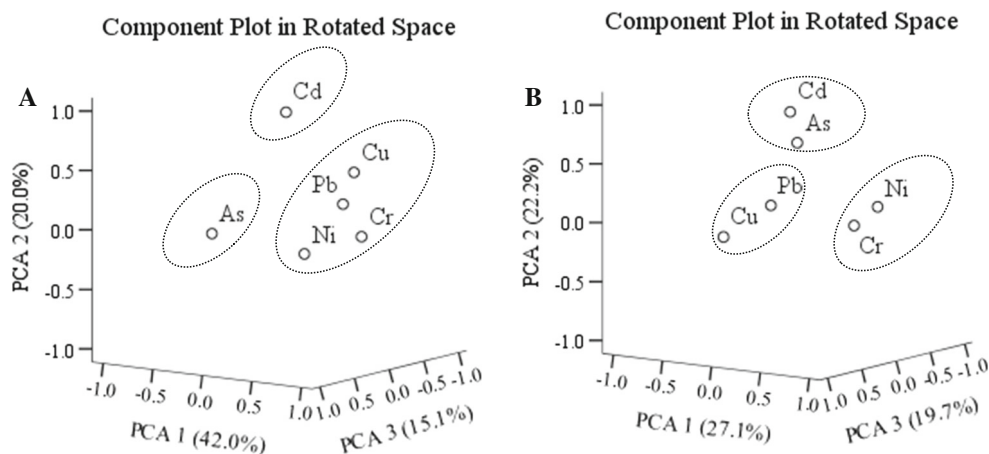 Component Plot in Rotated Space
A
1.0
0.5
0.0
-0.5
-1.0
PCA 2 (20.0%)
Cd
Cu
Pb
As
Cr
Ni
-1.0 -0.5 0.0 0.5 1.0
PCA 1 (42.0%)
1.0 0.5 0.0 -0.5 -1.0
PCA 3 (15.1%)
Component Plot in Rotated Space
B
1.0
0.5
0.0
-0.5
-1.0
PCA 2 (22.2%)
Cd
As
Pb
Ni
Cu
Cr
-1.0 -0.5 0.0 0.5 1.0
PCA 1 (27.1%)
1.0 0.5 0.0 -0.5 -1.0
PCA 3 (19.7%)